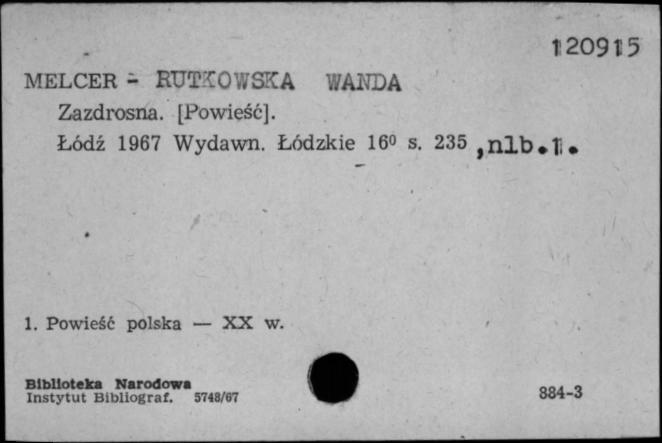 120915
MELCER - RUTKOWSKA WANDA
Zazdrosna. [Powieść].
Łódź 1967 Wydawn. Łódzkie 16⁰ s. 235 , nlb. 1.
1. Powieść polska — XX w.
Biblioteka Narodowa
Instytut Bibliograf. 5748/67
884-3